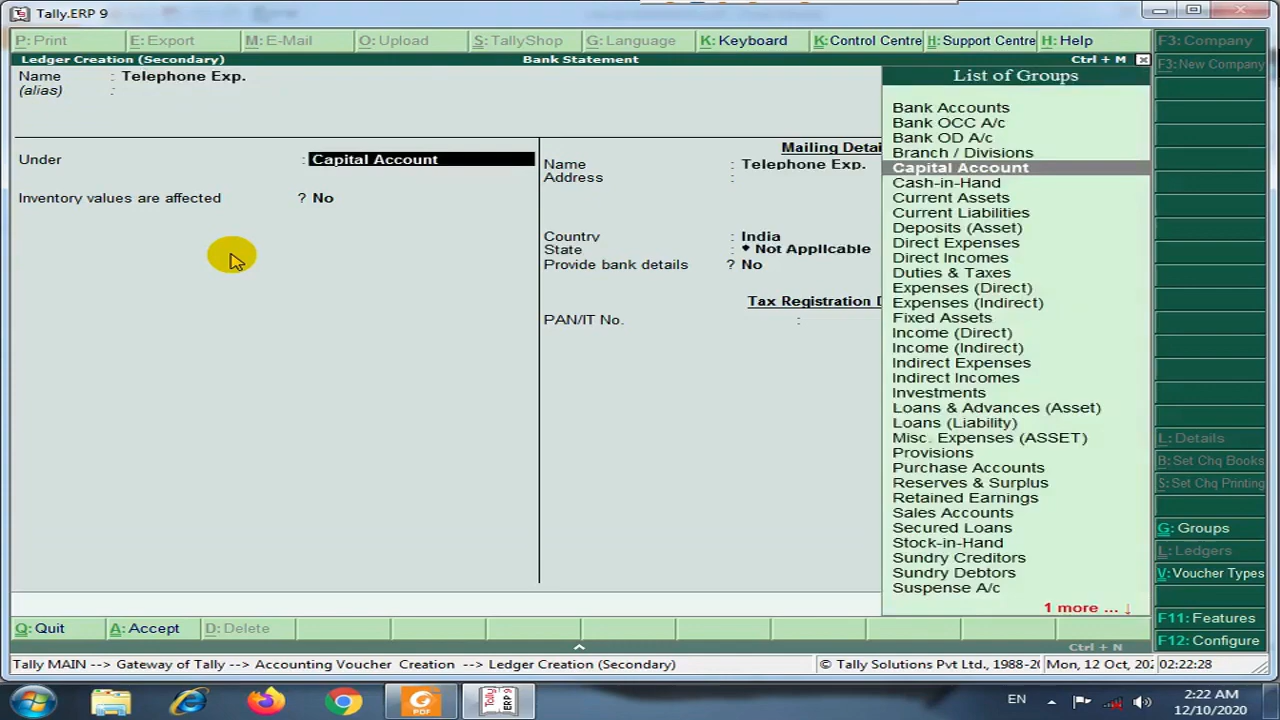 Tally.ERP 9
P: Print E: Export M: E-Mail O: Upload S: TallyShop G: Language K: Keyboard K: Control Centre H: Support Centre H: Help F3: Company
Ledger Creation (Secondary) Bank Statement Ctrl + M F3: New Company
Name : Telephone Exp. List of Groups
(alias) :
Bank Accounts
Bank OCC A/c
Bank OD A/c
Mailing Detai
Branch / Divisions
Under : Capital Account
Name : Telephone Exp. Capital Account
Address : Cash-in-Hand
Inventory values are affected ? No Current Assets
Current Liabilities
Deposits (Asset)
Country : India Direct Expenses
State : ♦ Not Applicable Direct Incomes
Provide bank details ? No Duties & Taxes
Expenses (Direct)
Tax Registration D Expenses (Indirect)
PAN/IT No. : Fixed Assets
Income (Direct)
Income (Indirect)
Indirect Expenses
Indirect Incomes
Investments
Loans & Advances (Asset)
Loans (Liability)
Misc. Expenses (ASSET) L: Details
Provisions B: Set Chq Books
Purchase Accounts
Reserves & Surplus S: Set Chq Printing
Retained Earnings
Sales Accounts
Secured Loans G: Groups
Stock-in-Hand L: Ledgers
Sundry Creditors
Sundry Debtors V: Voucher Types
Suspense A/c
1 more ... ↓
F11: Features
Q: Quit A: Accept D: Delete F12: Configure
Ctrl + N
Tally MAIN --> Gateway of Tally --> Accounting Voucher Creation --> Ledger Creation (Secondary) © Tally Solutions Pvt Ltd., 1988-20 Mon, 12 Oct, 202 02:22:28
PDF ERP 9 EN 2:22 AM
12/10/2020